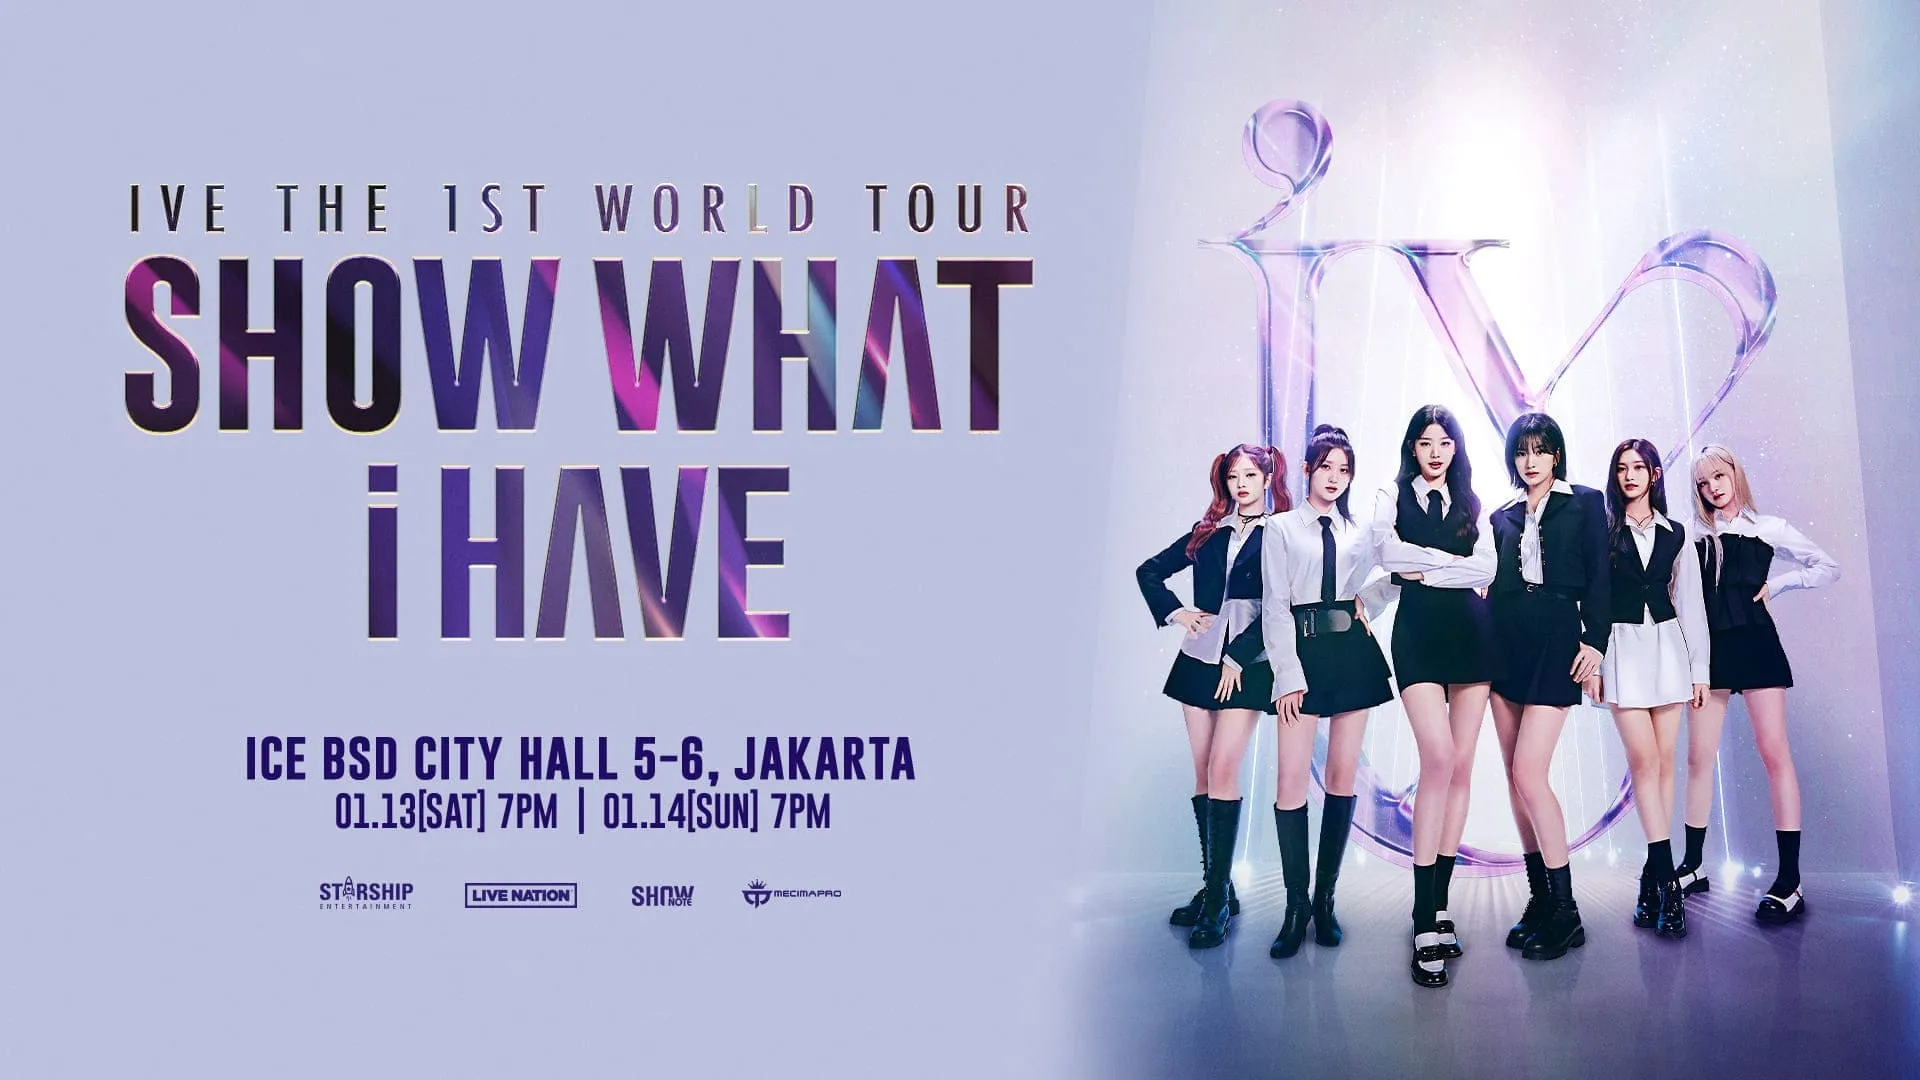 IVE THE 1ST WORLD TOUR
SHOW WHAT
i HAVE
ICE BSD CITY HALL 5-6, JAKARTA
01.13[SAT] 7PM | 01.14[SUN] 7PM
STARSHIP
ENTERTAINMENT
LIVE NATION
SHOW
NOTE
MECIMAPRO
ive